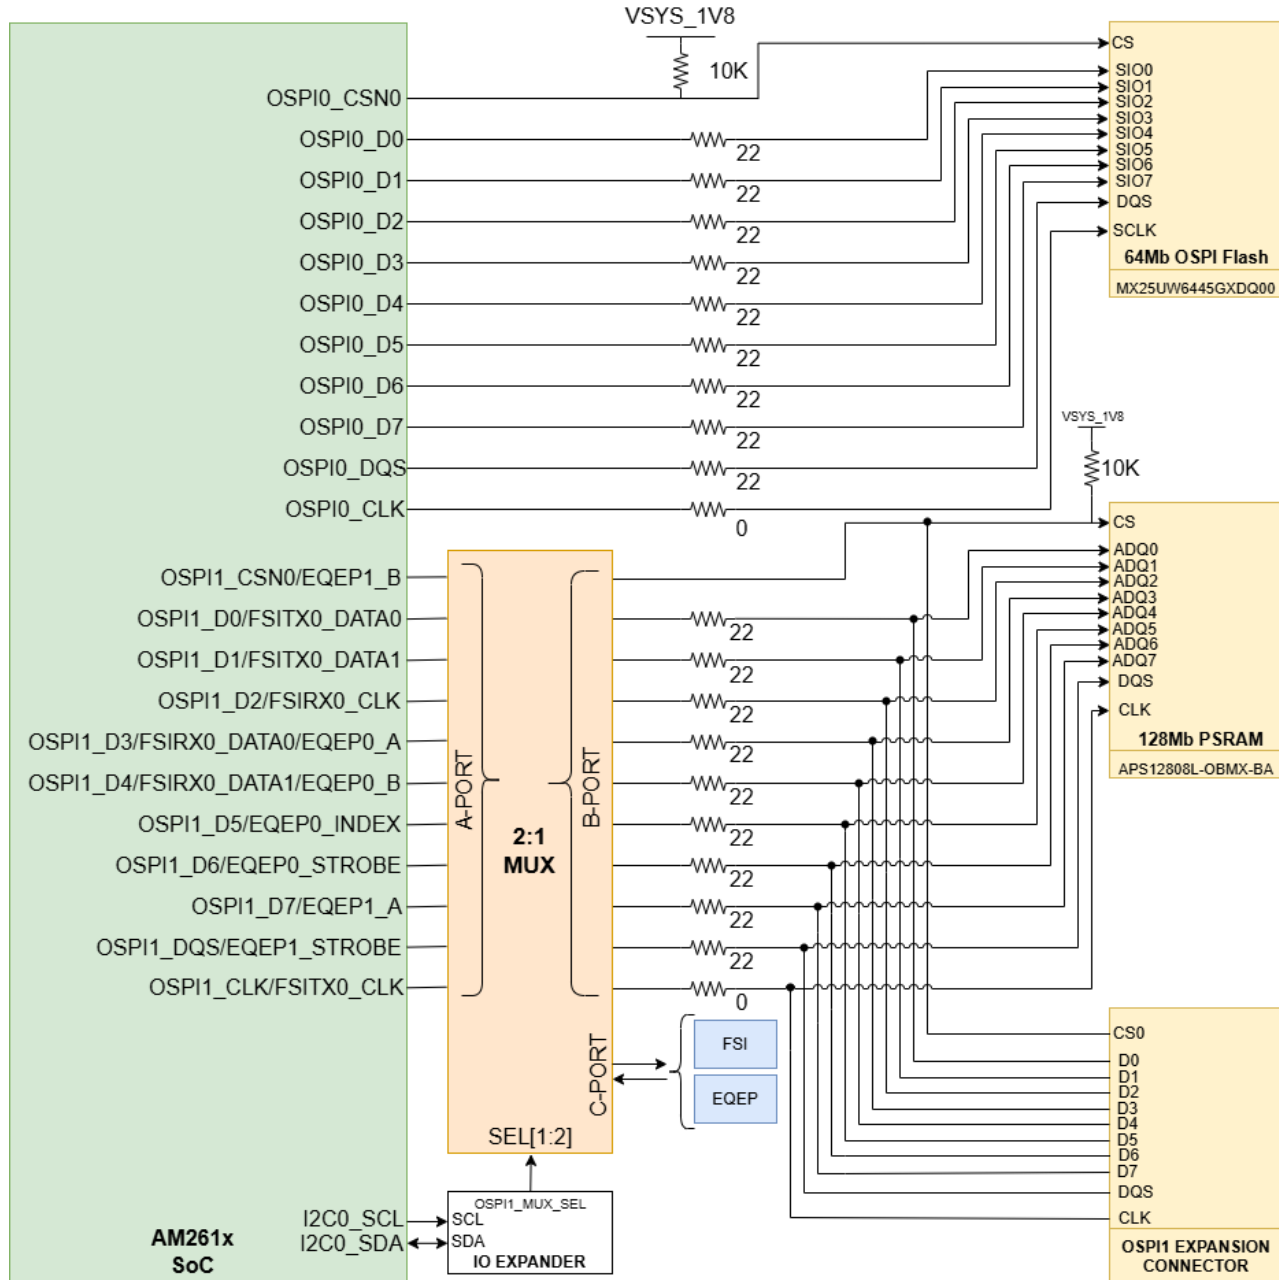 VSYS_1V8
10K
OSPI0_CSN0
OSPI0_D0
22
OSPI0_D1
22
OSPI0_D2
22
OSPI0_D3
22
OSPI0_D4
22
OSPI0_D5
22
OSPI0_D6
22
OSPI0_D7
22
OSPI0_DQS
22
OSPI0_CLK
0
CS
SIO0
SIO1
SIO2
SIO3
SIO4
SIO5
SIO6
SIO7
DQS
SCLK
64Mb OSPI Flash
MX25UW6445GXDQ00
VSYS_1V8
10K
OSPI1_CSN0/EQEP1_B
OSPI1_D0/FSITX0_DATA0
OSPI1_D1/FSITX0_DATA1
OSPI1_D2/FSIRX0_CLK
OSPI1_D3/FSIRX0_DATA0/EQEP0_A
OSPI1_D4/FSIRX0_DATA1/EQEP0_B
OSPI1_D5/EQEP0_INDEX
OSPI1_D6/EQEP0_STROBE
OSPI1_D7/EQEP1_A
OSPI1_DQS/EQEP1_STROBE
OSPI1_CLK/FSITX0_CLK
A-PORT
2:1
MUX
B-PORT
C-PORT
SEL[1:2]
22
22
22
22
22
22
22
22
22
0
CS
ADQ0
ADQ1
ADQ2
ADQ3
ADQ4
ADQ5
ADQ6
ADQ7
DQS
CLK
128Mb PSRAM
APS12808L-OBMX-BA
FSI
EQEP
CS0
D0
D1
D2
D3
D4
D5
D6
D7
DQS
CLK
OSPI1 EXPANSION
CONNECTOR
OSPI1_MUX_SEL
SCL
SDA
IO EXPANDER
I2C0_SCL
I2C0_SDA
AM261x
SoC